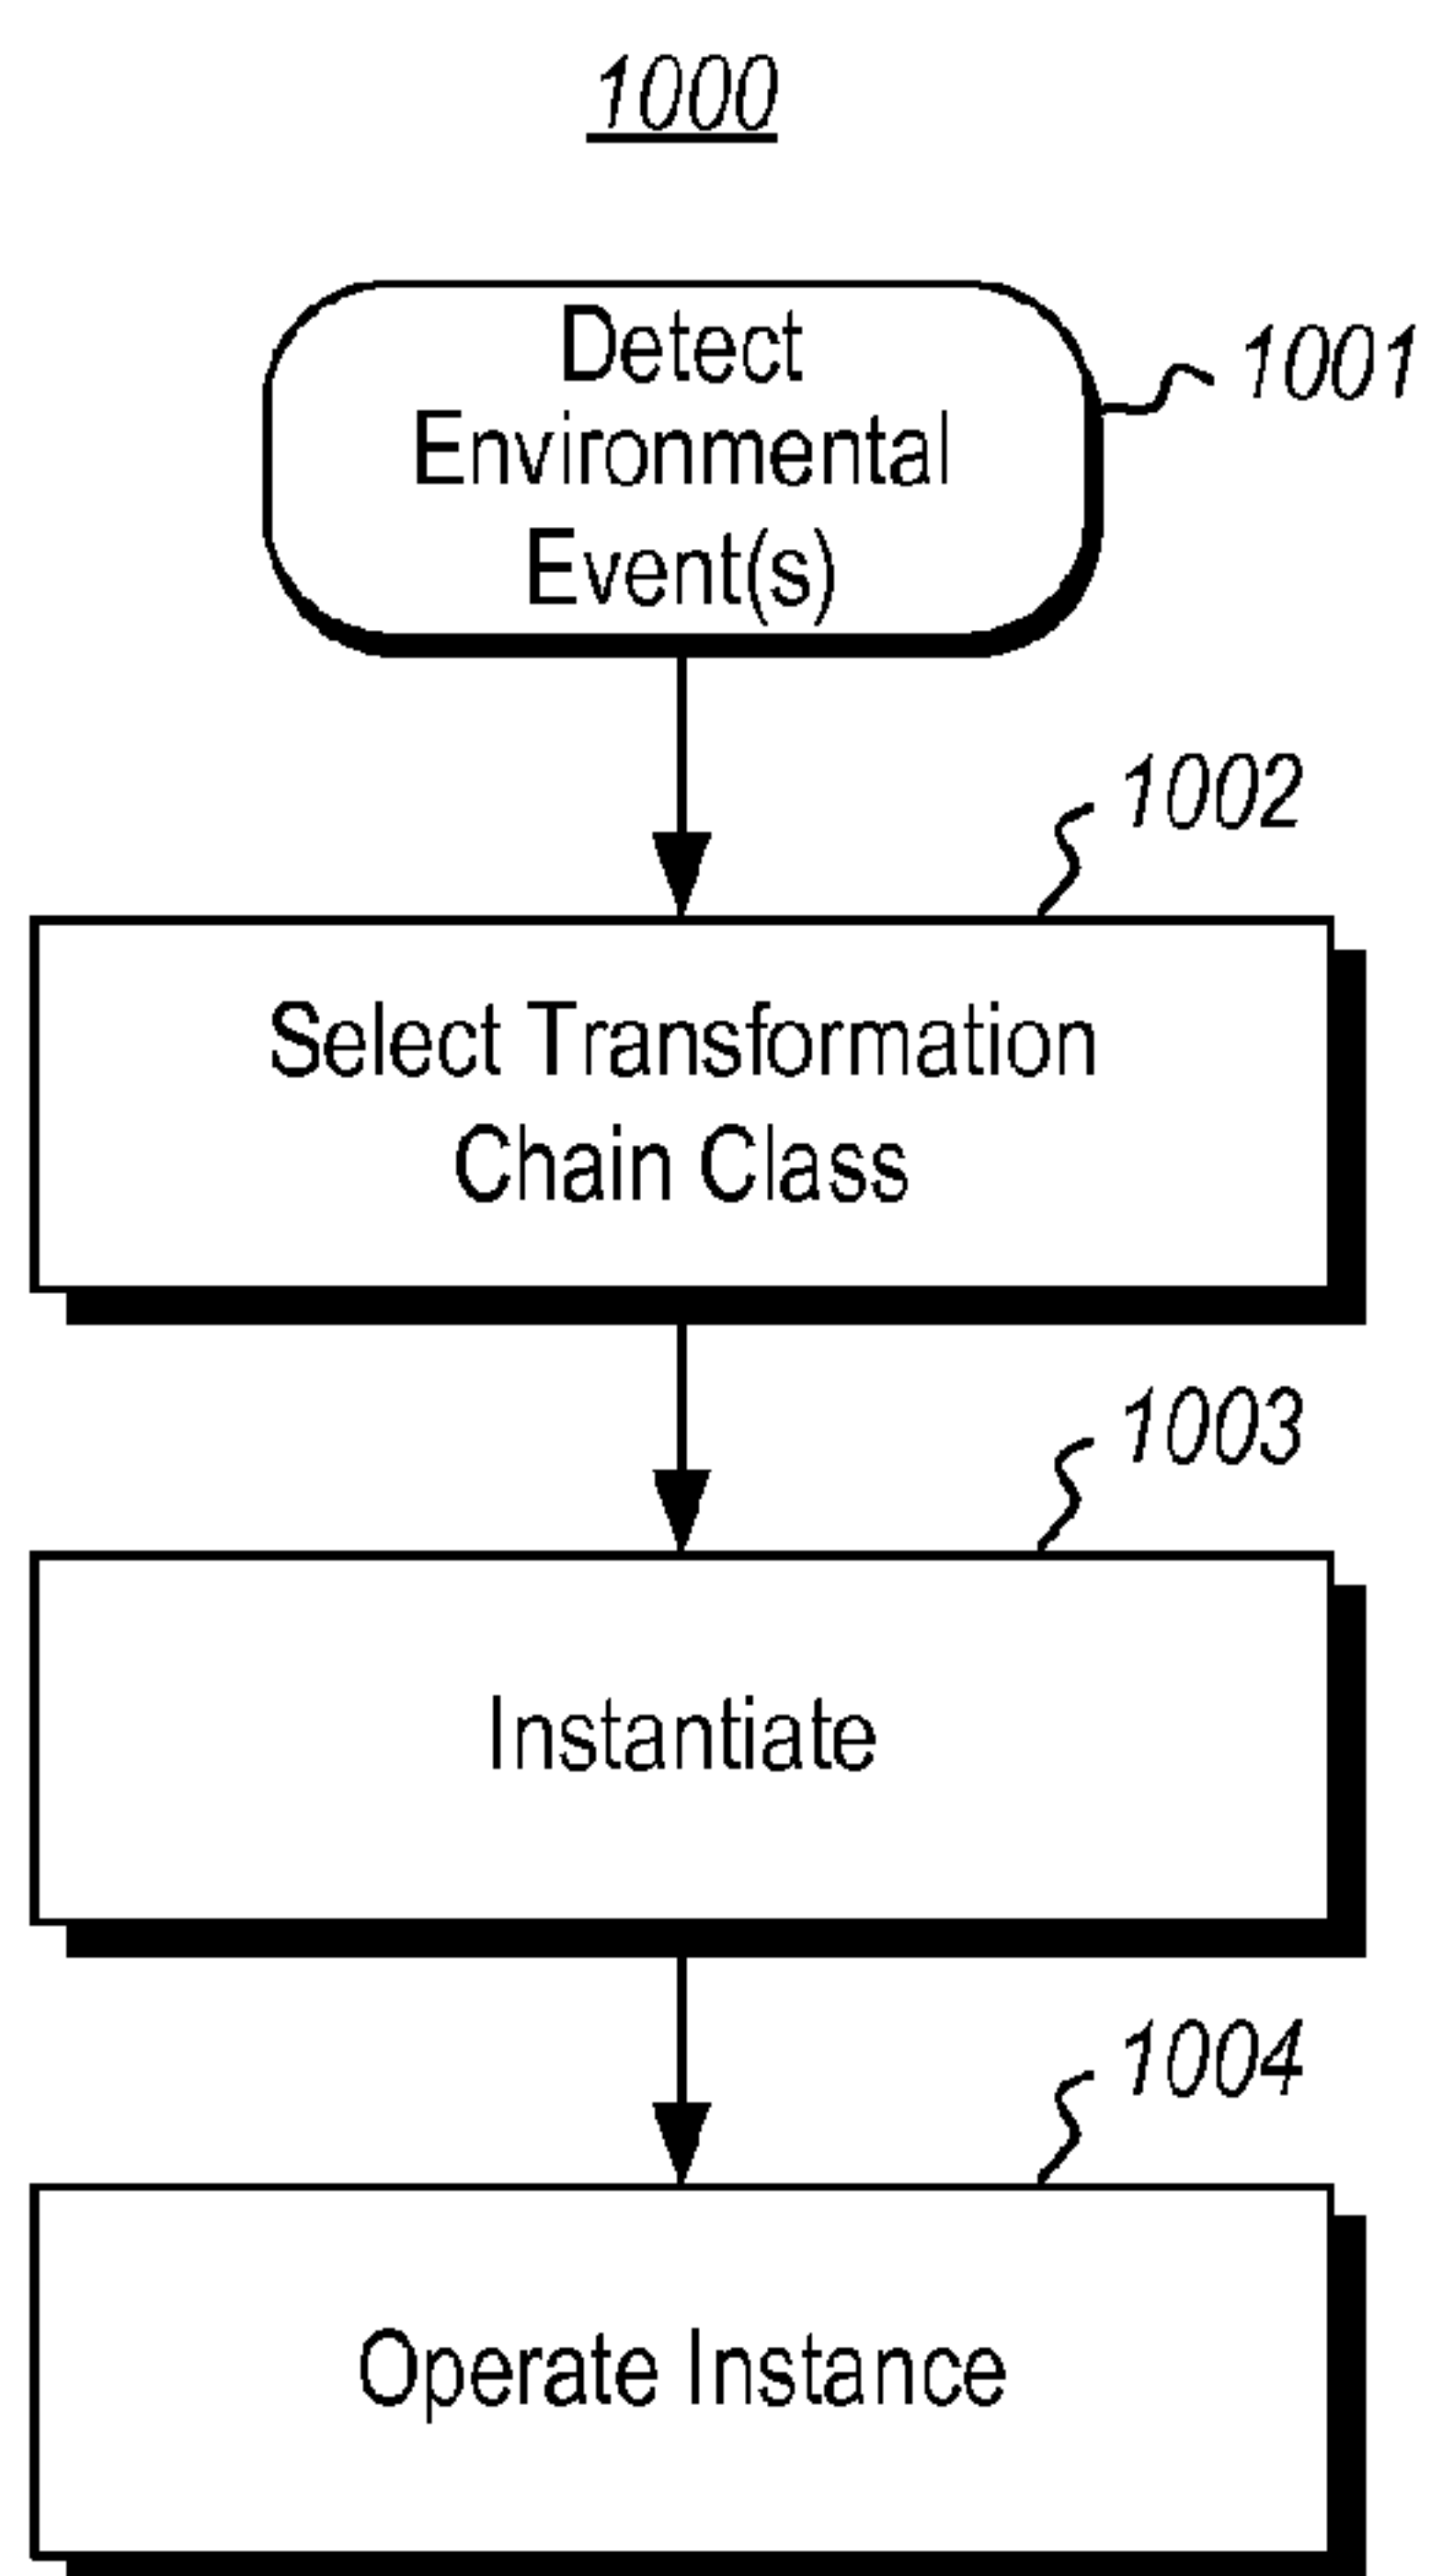 1000
Detect
Environmental
Event(s)
1001
1002
Select Transformation
Chain Class
1003
Instantiate
1004
Operate Instance